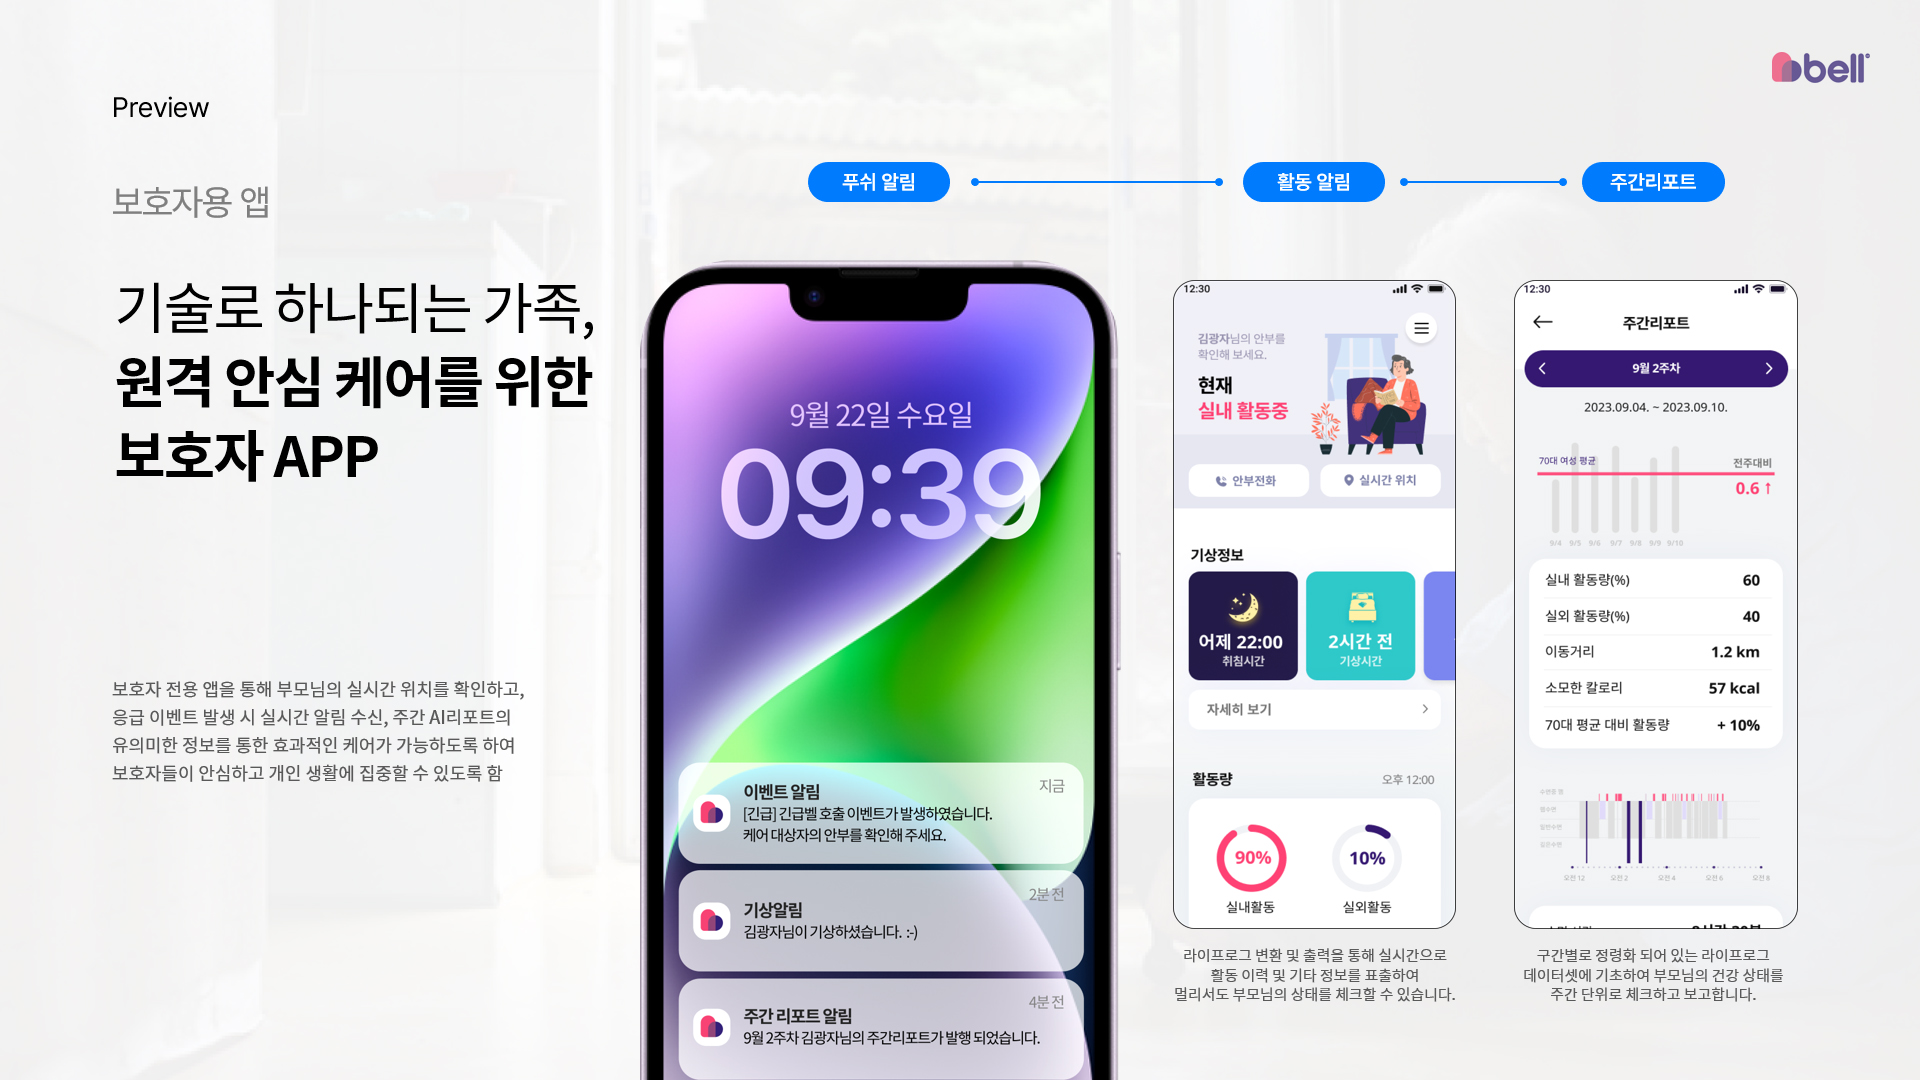 bell
Preview
보호자용 앱
기술로 하나되는 가족,
원격 안심 케어를 위한
보호자 APP
보호자 전용 앱을 통해 부모님의 실시간 위치를 확인하고,
응급 이벤트 발생 시 실시간 알림 수신, 주간 AI리포트의
유의미한 정보를 통한 효과적인 케어가 가능하도록 하여
보호자들이 안심하고 개인 생활에 집중할 수 있도록 함
푸쉬 알림
활동 알림
주간리포트
9월 22일 수요일
09:39
이벤트 알림
지금
[긴급] 긴급벨 호출 이벤트가 발생하였습니다.
케어 대상자의 안부를 확인해 주세요.
기상알림
2분 전
김광자님이 기상하셨습니다. :-)
주간 리포트 알림
4분 전
9월 2주차 김광자님의 주간리포트가 발행 되었습니다.
12:30
김광자님의 안부를
확인해 보세요.
현재
실내 활동중
안부전화
실시간 위치
기상정보
어제 22:00
취침시간
2시간 전
기상시간
자세히 보기
활동량
오후 12:00
90%
10%
실내활동
실외활동
라이프로그 변환 및 출력을 통해 실시간으로
활동 이력 및 기타 정보를 표출하여
멀리서도 부모님의 상태를 체크할 수 있습니다.
12:30
주간리포트
9월 2주차
2023.09.04. ~ 2023.09.10.
70대 여성 평균
전주대비
0.6 ↑
9/4 9/5 9/6 9/7 9/8 9/9 9/10
실내 활동량(%) 60
실외 활동량(%) 40
이동거리 1.2 km
소모한 칼로리 57 kcal
70대 평균 대비 활동량 + 10%
오전 12 오전 2 오전 4 오전 6 오전 8
구간별로 정령화 되어 있는 라이프로그
데이터셋에 기초하여 부모님의 건강 상태를
주간 단위로 체크하고 보고합니다.